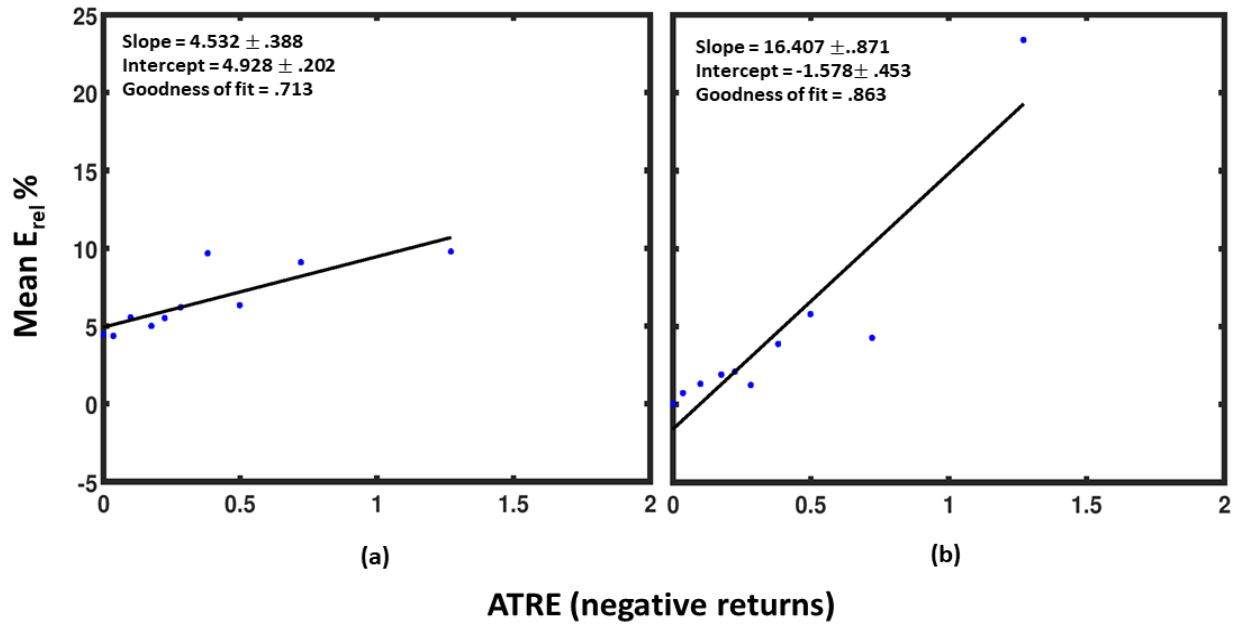 25
20
15
10
5
0
-5
Mean E_rel %
Slope = 4.532 ± .388
Intercept = 4.928 ± .202
Goodness of fit = .713
0 0.5 1 1.5 2
(a)
Slope = 16.407 ±..871
Intercept = -1.578± .453
Goodness of fit = .863
0 0.5 1 1.5 2
(b)
ATRE (negative returns)